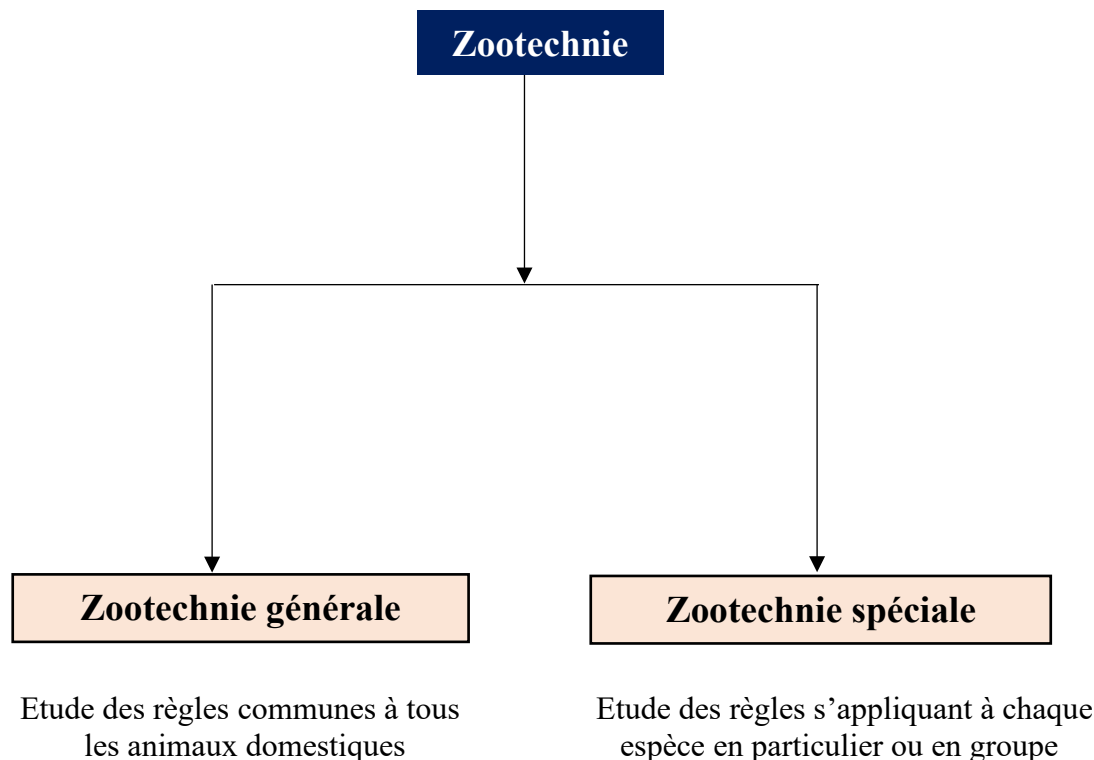 Zootechnie
Zootechnie générale
Zootechnie spéciale
Etude des règles communes à tous
les animaux domestiques
Etude des règles s’appliquant à chaque
espèce en particulier ou en groupe